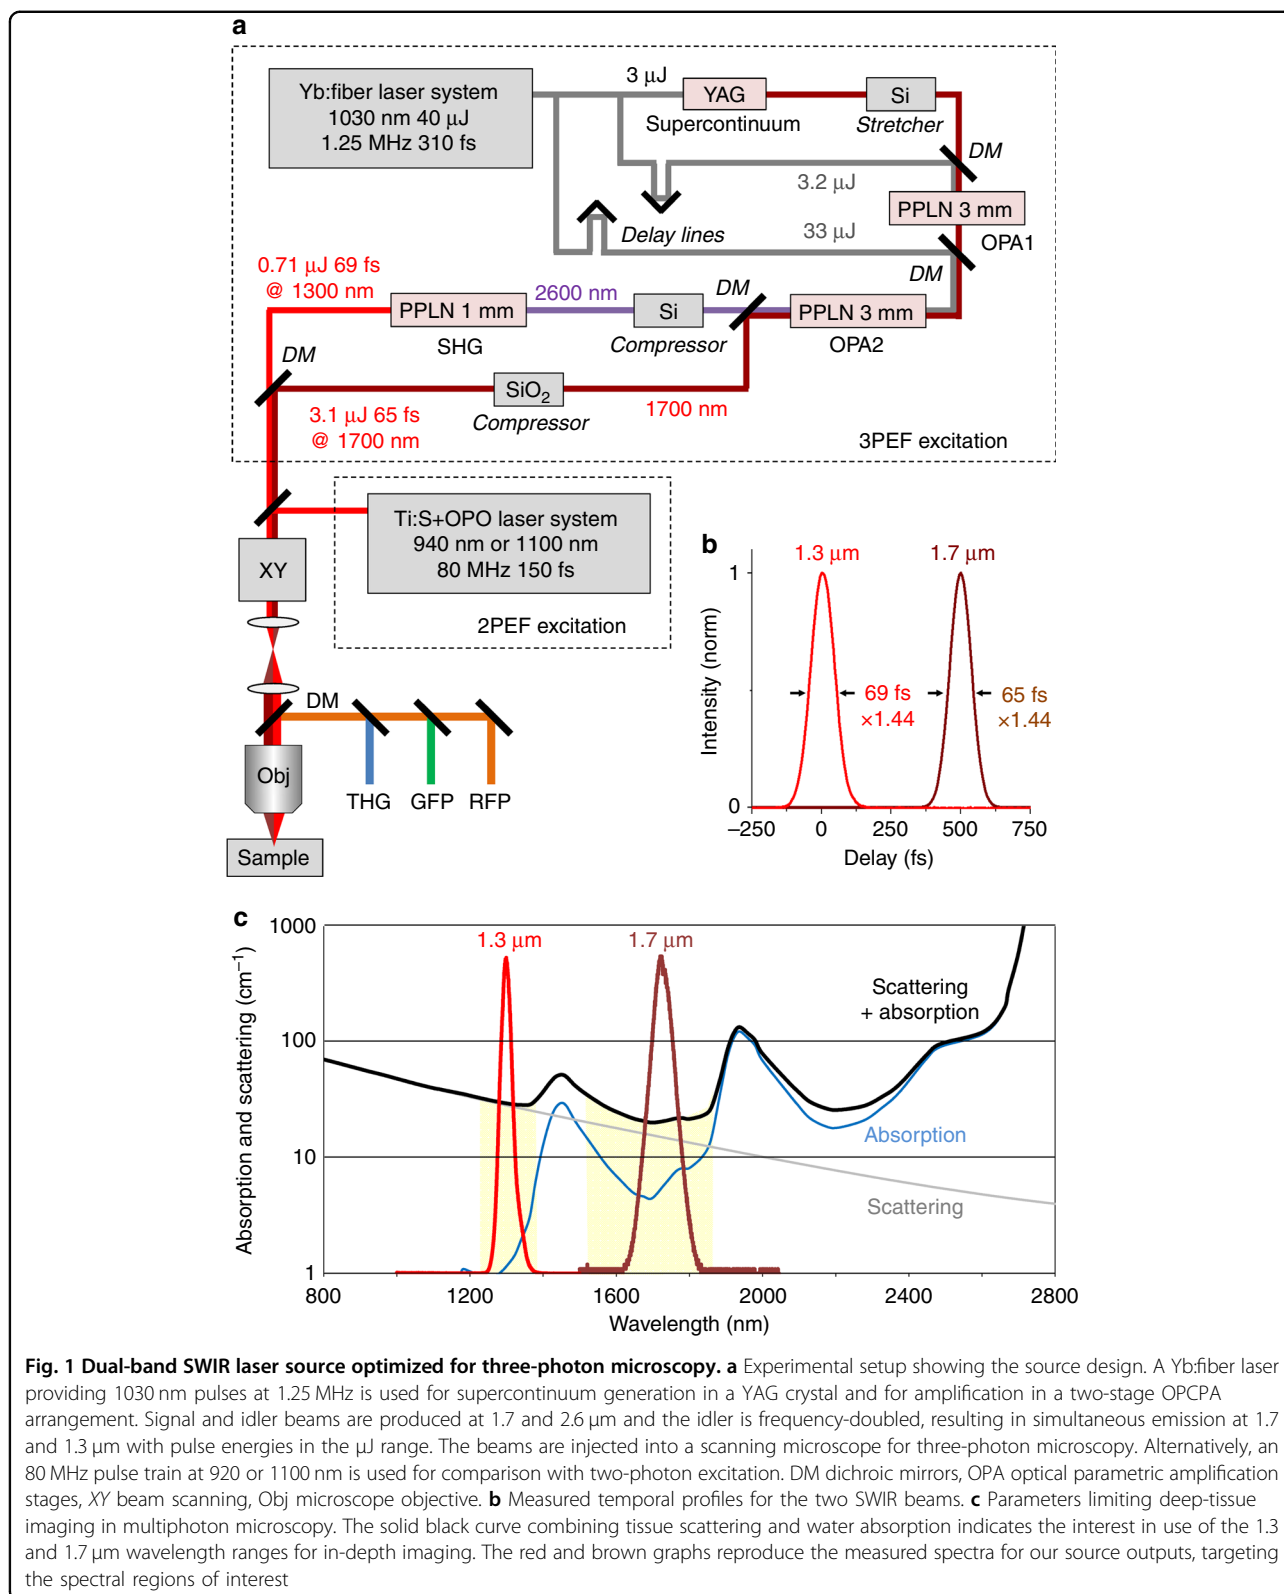 a
Yb:fiber laser system
1030 nm 40 μJ
1.25 MHz 310 fs
3 μJ
YAG
Supercontinuum
Si
Stretcher
DM
3.2 μJ
PPLN 3 mm
OPA1
Delay lines
33 μJ
DM
0.71 μJ 69 fs
@ 1300 nm
PPLN 1 mm
SHG
2600 nm
Si
Compressor
DM
PPLN 3 mm
OPA2
DM
SiO2
Compressor
1700 nm
3.1 μJ 65 fs
@ 1700 nm
3PEF excitation
Ti:S+OPO laser system
940 nm or 1100 nm
80 MHz 150 fs
2PEF excitation
XY
DM
Obj
THG GFP RFP
Sample
b
1.3 μm 1.7 μm
Intensity (norm)
1
0
69 fs
×1.44
65 fs
×1.44
−250 0 250 500 750
Delay (fs)
c
Absorption and scattering (cm−1)
1000
100
10
1
1.3 μm 1.7 μm
Scattering
+ absorption
Absorption
Scattering
800 1200 1600 2000 2400 2800
Wavelength (nm)
Fig. 1 Dual-band SWIR laser source optimized for three-photon microscopy. a Experimental setup showing the source design. A Yb:fiber laser
providing 1030 nm pulses at 1.25 MHz is used for supercontinuum generation in a YAG crystal and for amplification in a two-stage OPCPA
arrangement. Signal and idler beams are produced at 1.7 and 2.6 μm and the idler is frequency-doubled, resulting in simultaneous emission at 1.7
and 1.3 μm with pulse energies in the μJ range. The beams are injected into a scanning microscope for three-photon microscopy. Alternatively, an
80 MHz pulse train at 920 or 1100 nm is used for comparison with two-photon excitation. DM dichroic mirrors, OPA optical parametric amplification
stages, XY beam scanning, Obj microscope objective. b Measured temporal profiles for the two SWIR beams. c Parameters limiting deep-tissue
imaging in multiphoton microscopy. The solid black curve combining tissue scattering and water absorption indicates the interest in use of the 1.3
and 1.7 μm wavelength ranges for in-depth imaging. The red and brown graphs reproduce the measured spectra for our source outputs, targeting
the spectral regions of interest